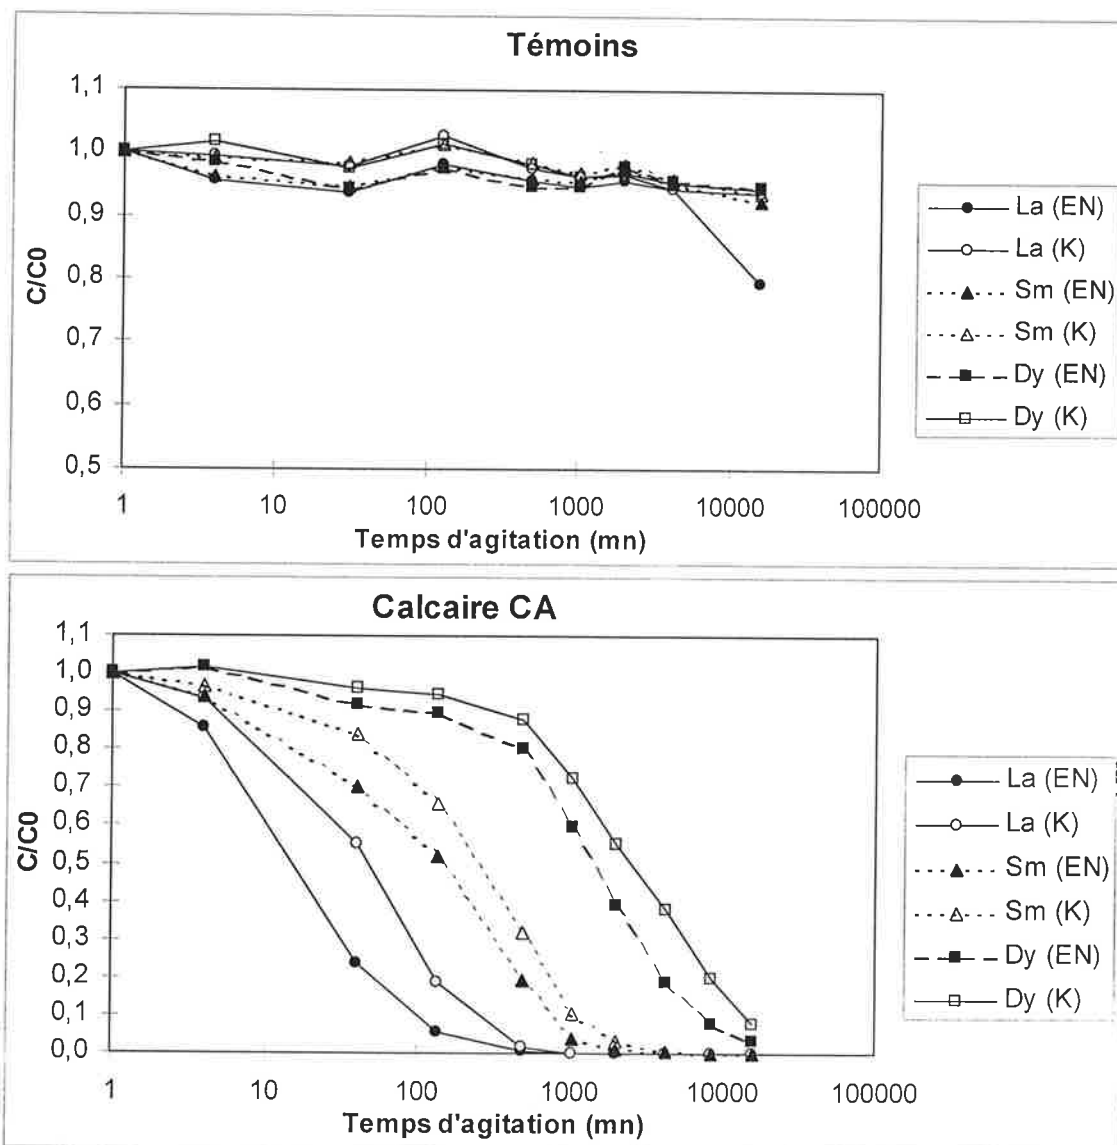 Témoins
1,1
1,0
0,9
0,8
0,7
0,6
0,5
C/C0
1
10
100
1000
10000
100000
Temps d'agitation (mn)
La (EN)
La (K)
Sm (EN)
Sm (K)
Dy (EN)
Dy (K)
Calcaire CA
1,1
1,0
0,9
0,8
0,7
0,6
0,5
0,4
0,3
0,2
0,1
0,0
C/C0
1
10
100
1000
10000
100000
Temps d'agitation (mn)
La (EN)
La (K)
Sm (EN)
Sm (K)
Dy (EN)
Dy (K)